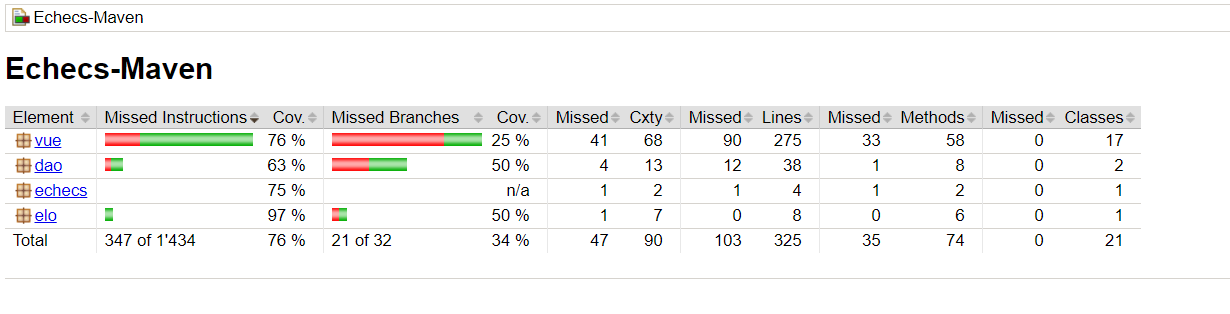 Echecs-Maven
Echecs-Maven
Element Missed Instructions Cov. Missed Branches Cov. Missed Cxty Missed Lines Missed Methods Missed Classes
vue 76 % 25 % 41 68 90 275 33 58 0 17
dao 63 % 50 % 4 13 12 38 1 8 0 2
echecs 75 % n/a 1 2 1 4 1 2 0 1
elo 97 % 50 % 1 7 0 8 0 6 0 1
Total 347 of 1'434 76 % 21 of 32 34 % 47 90 103 325 35 74 0 21